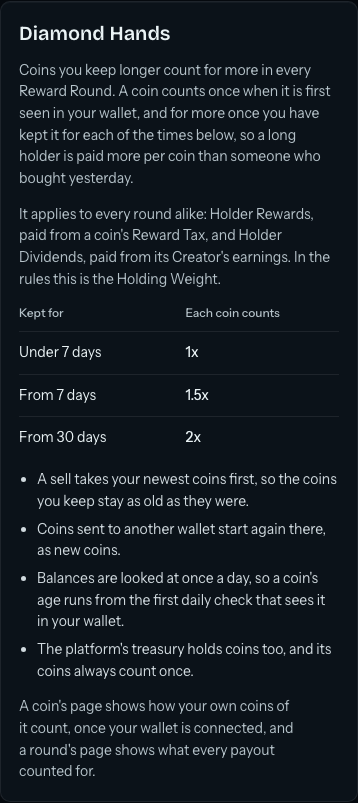 Diamond Hands
Coins you keep longer count for more in every
Reward Round. A coin counts once when it is first
seen in your wallet, and for more once you have
kept it for each of the times below, so a long
holder is paid more per coin than someone who
bought yesterday.
It applies to every round alike: Holder Rewards,
paid from a coin's Reward Tax, and Holder
Dividends, paid from its Creator's earnings. In the
rules this is the Holding Weight.
Kept for Each coin counts
Under 7 days 1x
From 7 days 1.5x
From 30 days 2x
• A sell takes your newest coins first, so the coins
you keep stay as old as they were.
• Coins sent to another wallet start again there,
as new coins.
• Balances are looked at once a day, so a coin's
age runs from the first daily check that sees it
in your wallet.
• The platform's treasury holds coins too, and its
coins always count once.
A coin's page shows how your own coins of
it count, once your wallet is connected, and
a round's page shows what every payout
counted for.